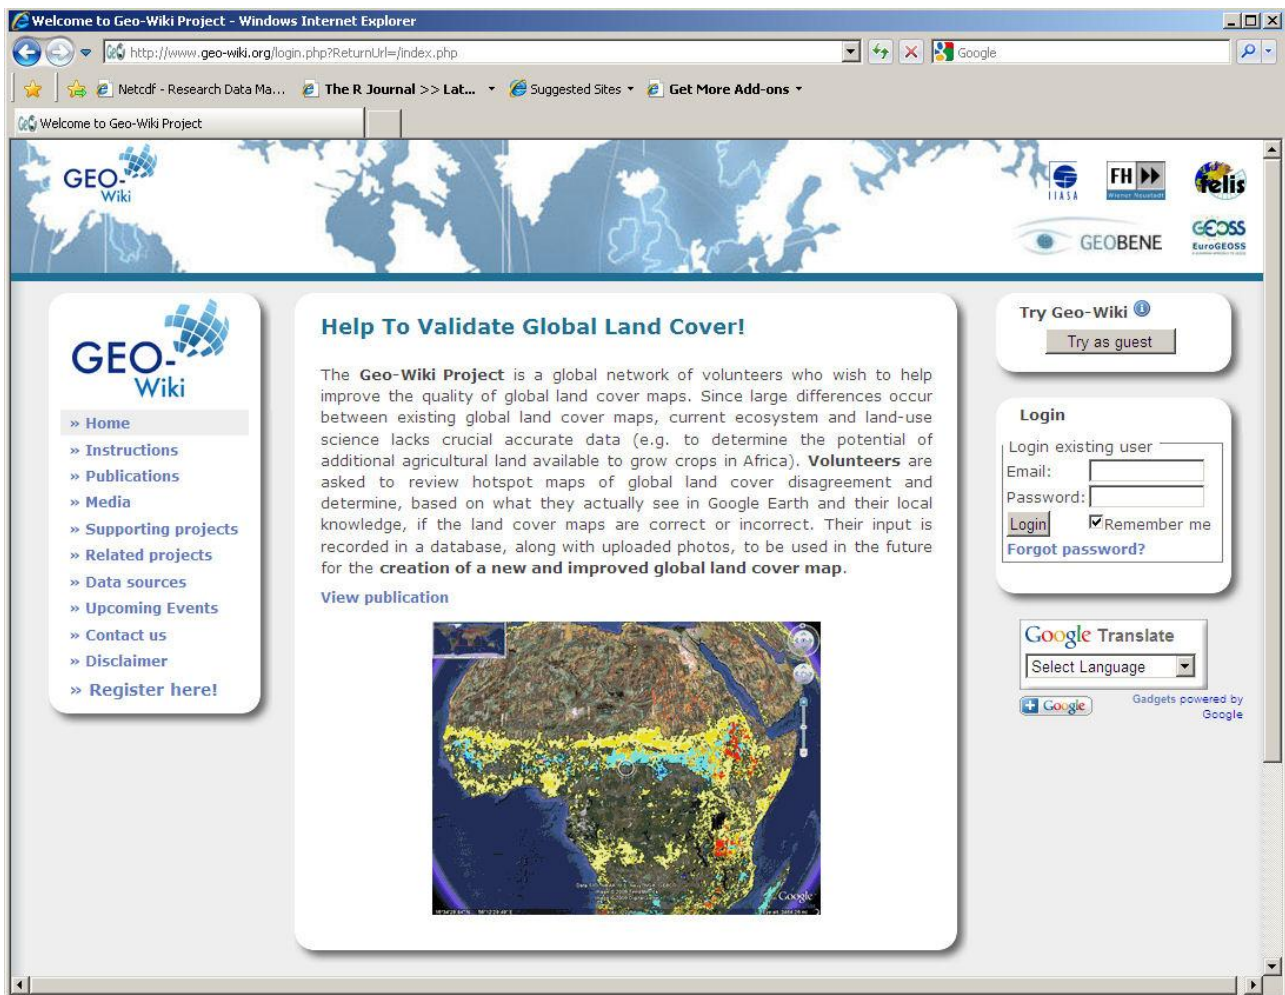 Welcome to Geo-Wiki Project - Windows Internet Explorer
http://www.geo-wiki.org/login.php?ReturnUrl=/index.php
Google
Netcdf - Research Data Ma...
The R Journal >> Lat...
Suggested Sites
Get More Add-ons
Welcome to Geo-Wiki Project
GEO-
Wiki
IIASA
FH
Wiener Neustadt
felis
GEOBENE
GEOSS
EuroGEOSS
GEO-
Wiki
» Home
» Instructions
» Publications
» Media
» Supporting projects
» Related projects
» Data sources
» Upcoming Events
» Contact us
» Disclaimer
» Register here!
Help To Validate Global Land Cover!
The Geo-Wiki Project is a global network of volunteers who wish to help
improve the quality of global land cover maps. Since large differences occur
between existing global land cover maps, current ecosystem and land-use
science lacks crucial accurate data (e.g. to determine the potential of
additional agricultural land available to grow crops in Africa). Volunteers are
asked to review hotspot maps of global land cover disagreement and
determine, based on what they actually see in Google Earth and their local
knowledge, if the land cover maps are correct or incorrect. Their input is
recorded in a database, along with uploaded photos, to be used in the future
for the creation of a new and improved global land cover map.
View publication
Google
Try Geo-Wiki
Try as guest
Login
Login existing user
Email:
Password:
Login
Remember me
Forgot password?
Google Translate
Select Language
Google
Gadgets powered by
Google